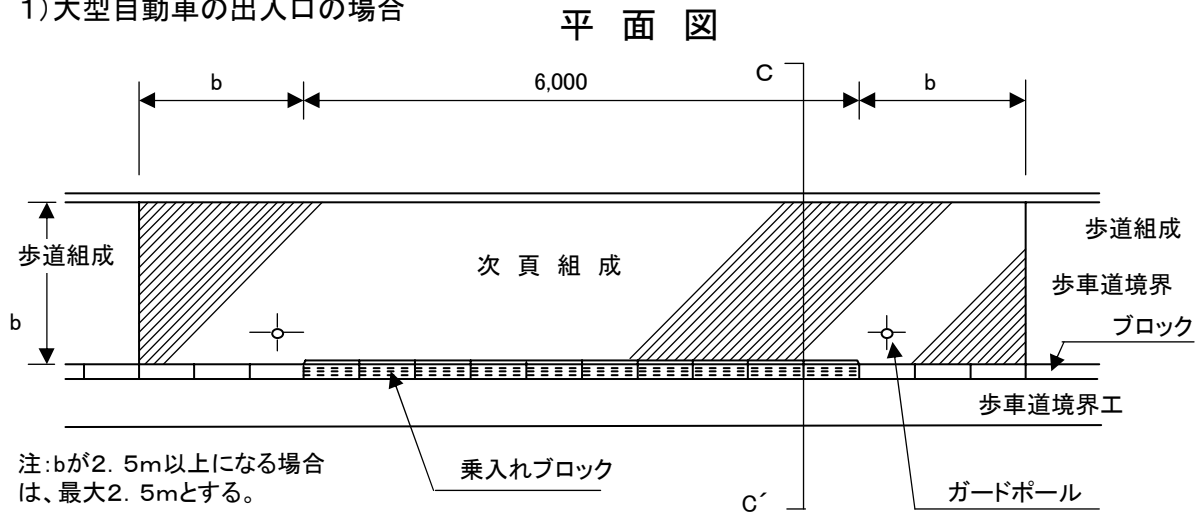 1)大型自動車の出入口の場合
平 面 図
b
6,000
C
b
歩道組成
歩道組成
次 頁 組 成
歩車道境界
b
ブロック
歩車道境界工
注:bが2.5m以上になる場合
は、最大2.5mとする。
乗入れブロック
ガードポール
C´